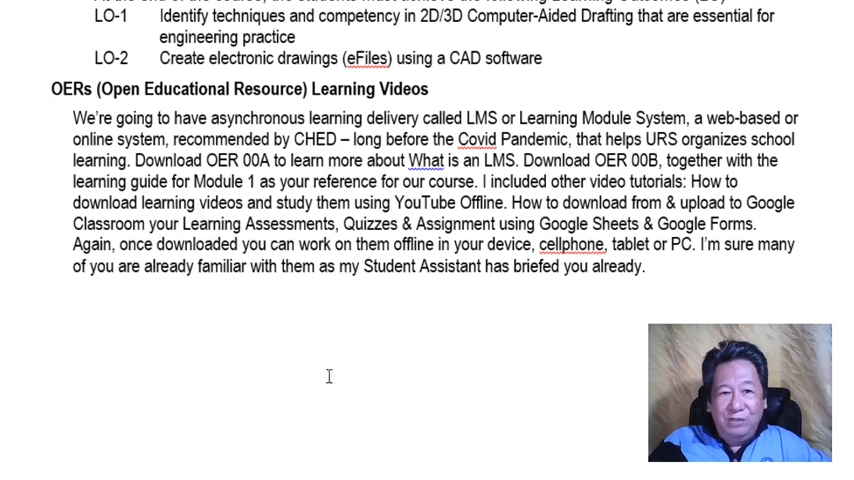 LO-1 Identify techniques and competency in 2D/3D Computer-Aided Drafting that are essential for
engineering practice
LO-2 Create electronic drawings (eFiles) using a CAD software
OERs (Open Educational Resource) Learning Videos
We're going to have asynchronous learning delivery called LMS or Learning Module System, a web-based or
online system, recommended by CHED – long before the Covid Pandemic, that helps URS organizes school
learning. Download OER 00A to learn more about What is an LMS. Download OER 00B, together with the
learning guide for Module 1 as your reference for our course. I included other video tutorials: How to
download learning videos and study them using YouTube Offline. How to download from & upload to Google
Classroom your Learning Assessments, Quizzes & Assignment using Google Sheets & Google Forms.
Again, once downloaded you can work on them offline in your device, cellphone, tablet or PC. I'm sure many
of you are already familiar with them as my Student Assistant has briefed you already.